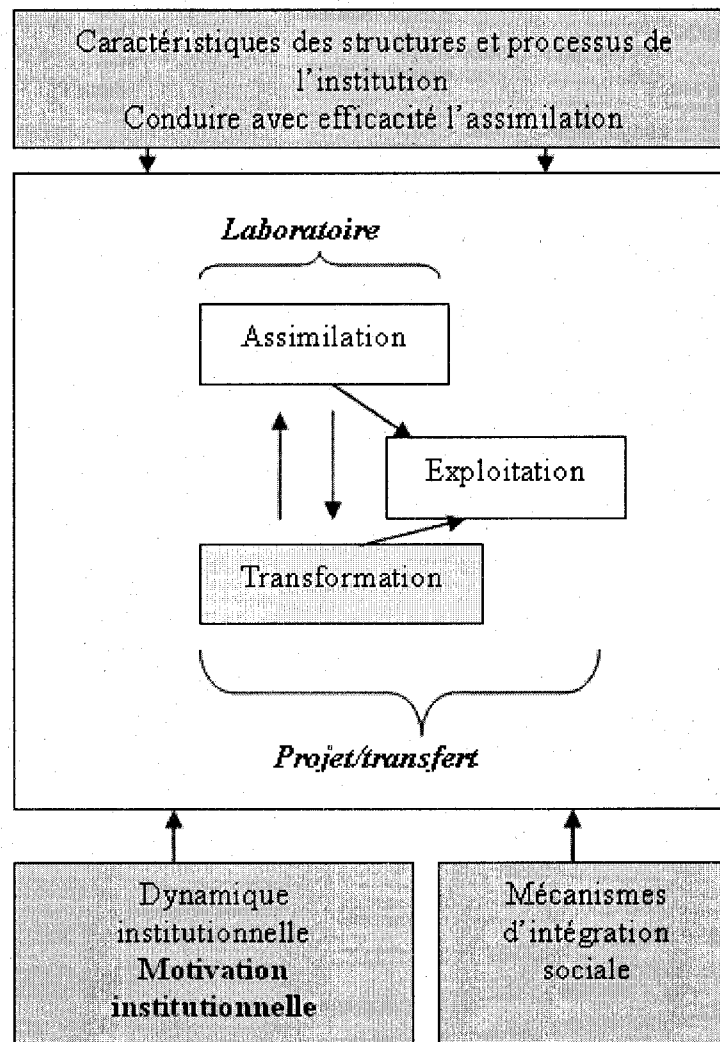 Caractéristiques des structures et processus de
l'institution
Conduire avec efficacité l'assimilation
Laboratoire
Assimilation
Exploitation
Transformation
Projet/transfert
Dynamique
institutionnelle
Motivation
institutionnelle
Mécanismes
d'intégration
sociale